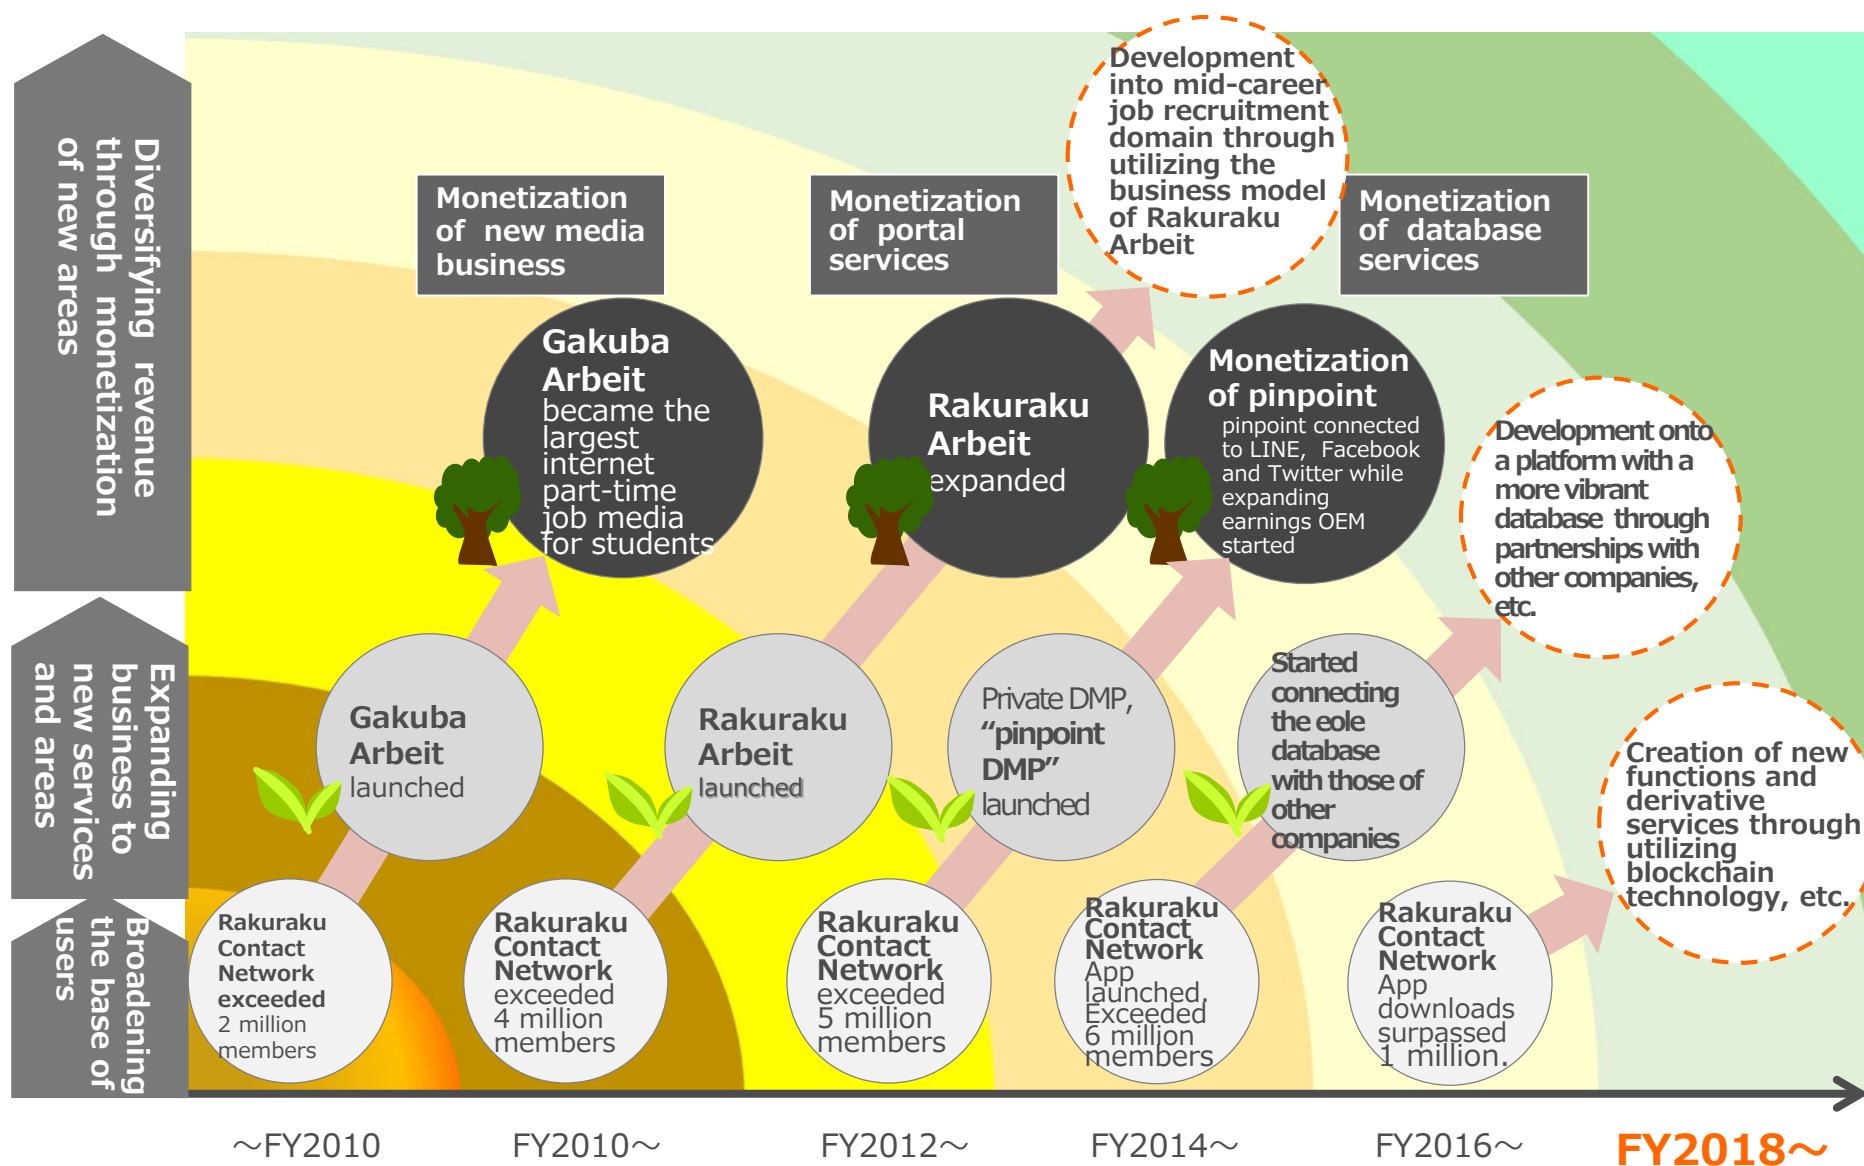 Diversifying revenue
through monetization
of new areas
Expanding
business to
new services
and areas
Broadening
the base of
users
Monetization
of new media
business
Monetization
of portal
services
Monetization
of database
services
Development
into mid-career
job recruitment
domain through
utilizing the
business model
of Rakuraku
Arbeit
Gakuba
Arbeit
became the
largest
internet
part-time
job media
for students
Rakuraku
Arbeit
expanded
Monetization
of pinpoint
pinpoint connected
to LINE, Facebook
and Twitter while
expanding
earnings OEM
started
Development onto
a platform with a
more vibrant
database through
partnerships with
other companies,
etc.
Gakuba
Arbeit
launched
Rakuraku
Arbeit
launched
Private DMP,
“pinpoint
DMP”
launched
Started
connecting
the eole
database
with those of
other
companies
Creation of new
functions and
derivative
services through
utilizing
blockchain
technology, etc.
Rakuraku
Contact
Network
exceeded
2 million
members
Rakuraku
Contact
Network
exceeded
4 million
members
Rakuraku
Contact
Network
exceeded
5 million
members
Rakuraku
Contact
Network
App
launched.
Exceeded
6 million
members
Rakuraku
Contact
Network
App
downloads
surpassed
1 million.
～FY2010
FY2010～
FY2012～
FY2014～
FY2016～
FY2018～